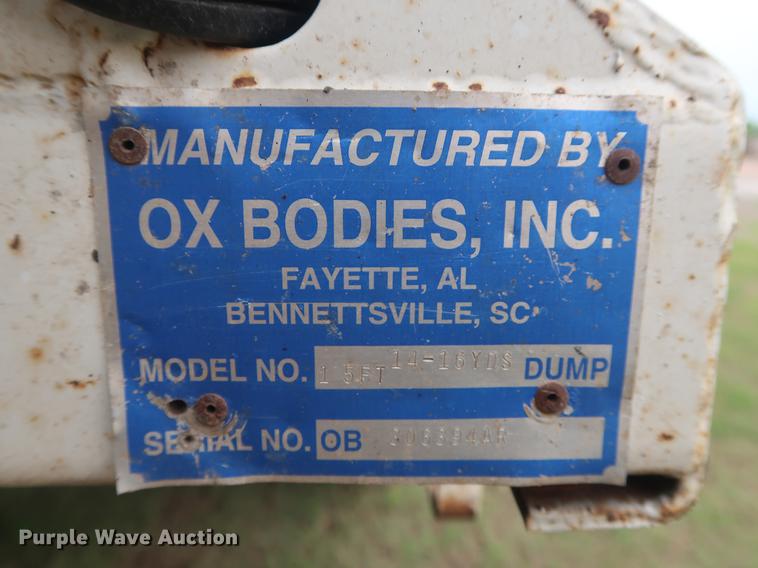 MANUFACTURED BY
OX BODIES, INC.
FAYETTE, AL
BENNETTSVILLE, SC
MODEL NO. 15FT 14-16YDS DUMP
SERIAL NO. OB
Purple Wave Auction